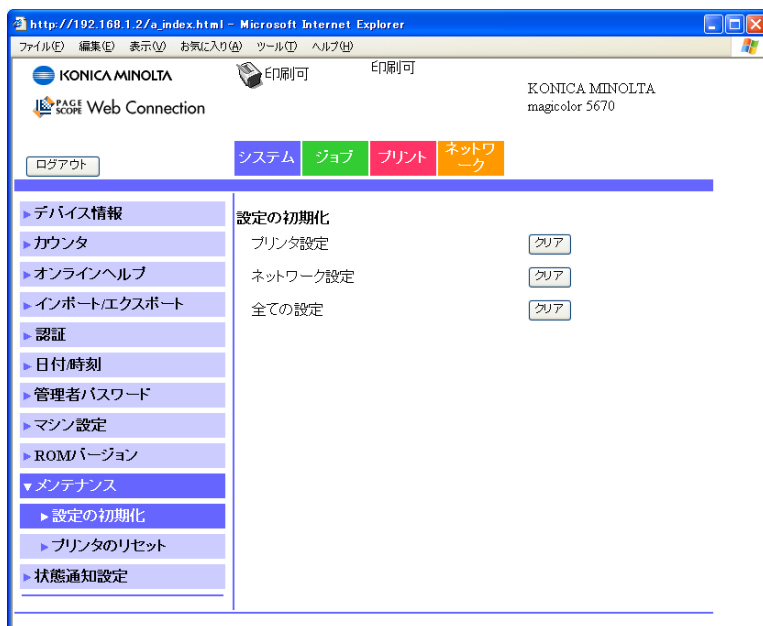 http://192.168.1.2/a_index.html - Microsoft Internet Explorer
ファイル(F) 編集(E) 表示(V) お気に入り(A) ツール(T) ヘルプ(H)
KONICA MINOLTA
印刷可
印刷可
PAGE SCOPE Web Connection
KONICA MINOLTA
magicolor 5670
ログアウト
システム
ジョブ
プリント
ネットワ
ーク
デバイス情報
カウンタ
オンラインヘルプ
インポート/エクスポート
認証
日付/時刻
管理者パスワード
マシン設定
ROMバージョン
メンテナンス
設定の初期化
プリンタのリセット
状態通知設定
設定の初期化
プリンタ設定 クリア
ネットワーク設定 クリア
全ての設定 クリア